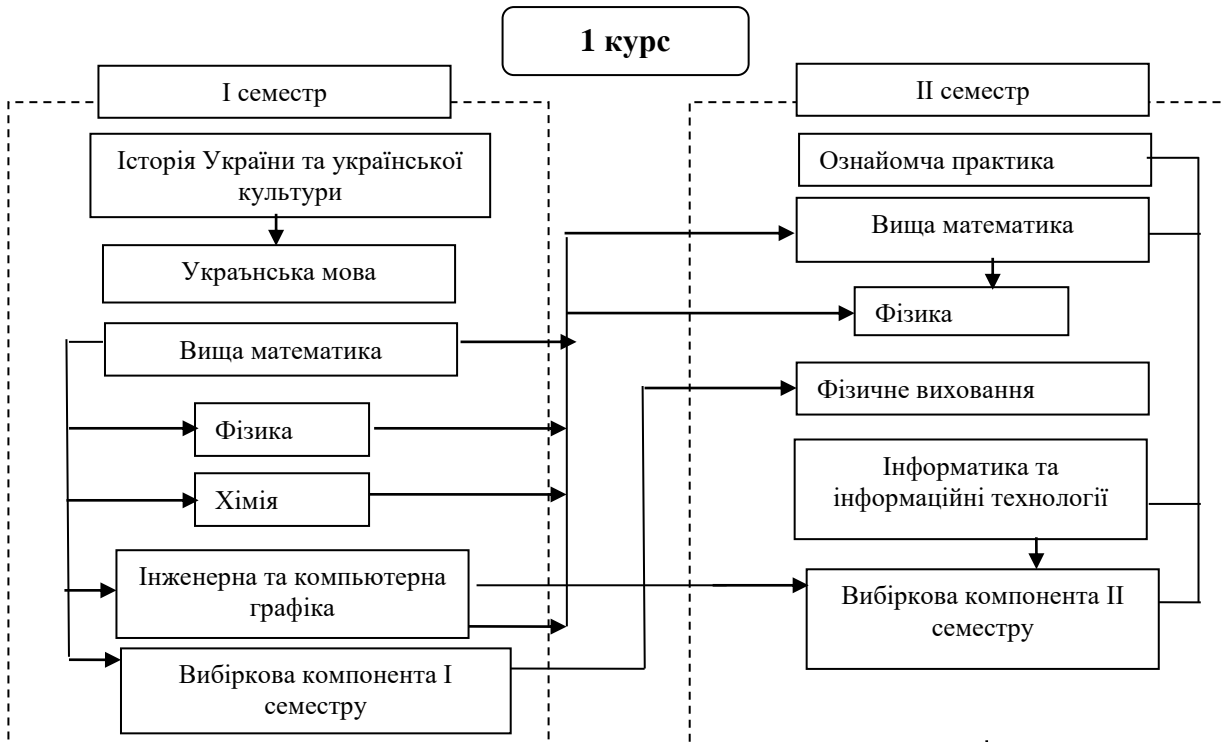 1 курс
I семестр
Історія України та української
культури
Украънська мова
Вища математика
Фізика
Хімія
Інженерна та компьютерна
графіка
Вибіркова компонента І
семестру
II семестр
Ознайомча практика
Вища математика
Фізика
Фізичне виховання
Інформатика та
інформаційні технології
Вибіркова компонента ІІ
семестру